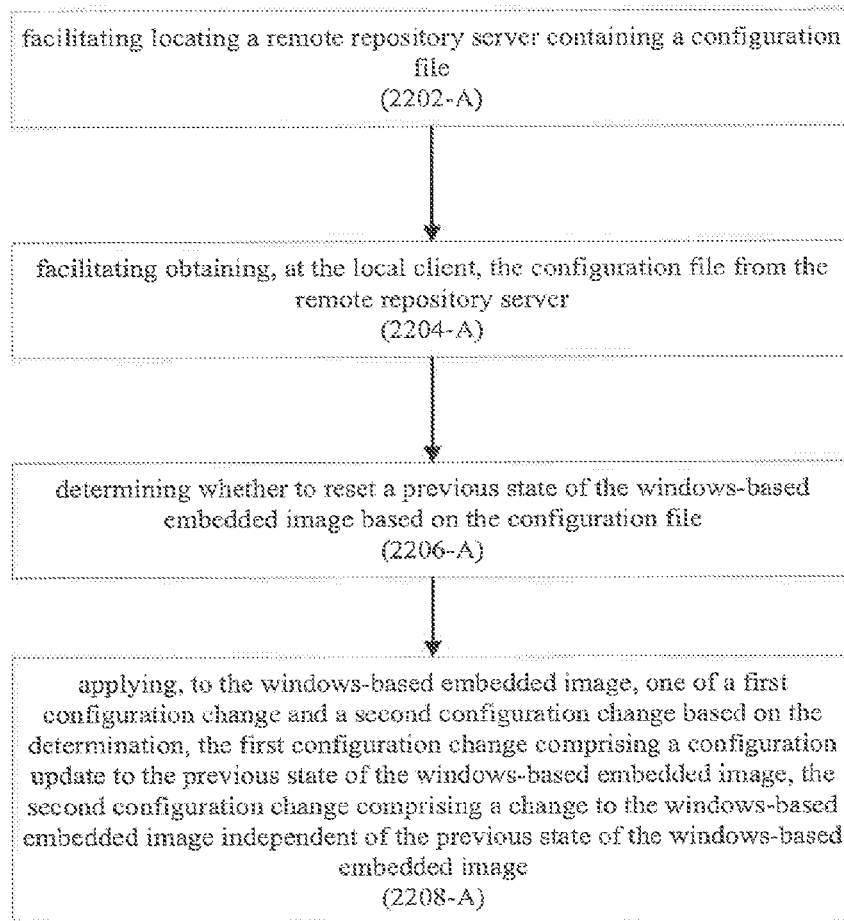 facilitating locating a remote repository server containing a configuration
file
(2202-A)
facilitating obtaining, at the local client, the configuration file from the
remote repository server
(2204-A)
determining whether to reset a previous state of the windows-based
embedded image based on the configuration file
(2206-A)
applying, to the windows-based embedded image, one of a first
configuration change and a second configuration change based on the
determination, the first configuration change comprising a configuration
update to the previous state of the windows-based embedded image, the
second configuration change comprising a change to the windows-based
embedded image independent of the previous state of the windows-based
embedded image
(2208-A)